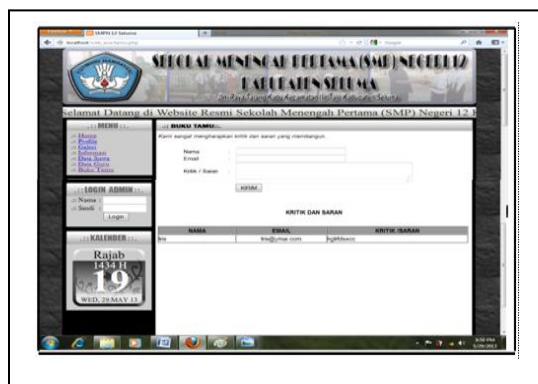 SMPN 12 Seluma
SEKOLAH MENENGAH PERTAMA (SMP) NEGERI 12
KABUPATEN SELUMA
Selamat Datang di Website Resmi Sekolah Menengah Pertama (SMP) Negeri 12
.:: MENU ::.
Home
Profile
Galeri
Informasi
Data Siswa
Data Guru
Buku Tamu
.:: LOGIN ADMIN ::.
Nama :
Sandi :
Login
.:: KALENDER ::.
Rajab
1434 H
19
WED, 29 MAY 13
.:: BUKU TAMU ::.
Kami sangat mengharapkan kritik dan saran yang membangun.
Nama :
Email :
Kritik / Saran :
KIRIM
KRITIK DAN SARAN
NAMA EMAIL KRITIK /SARAN